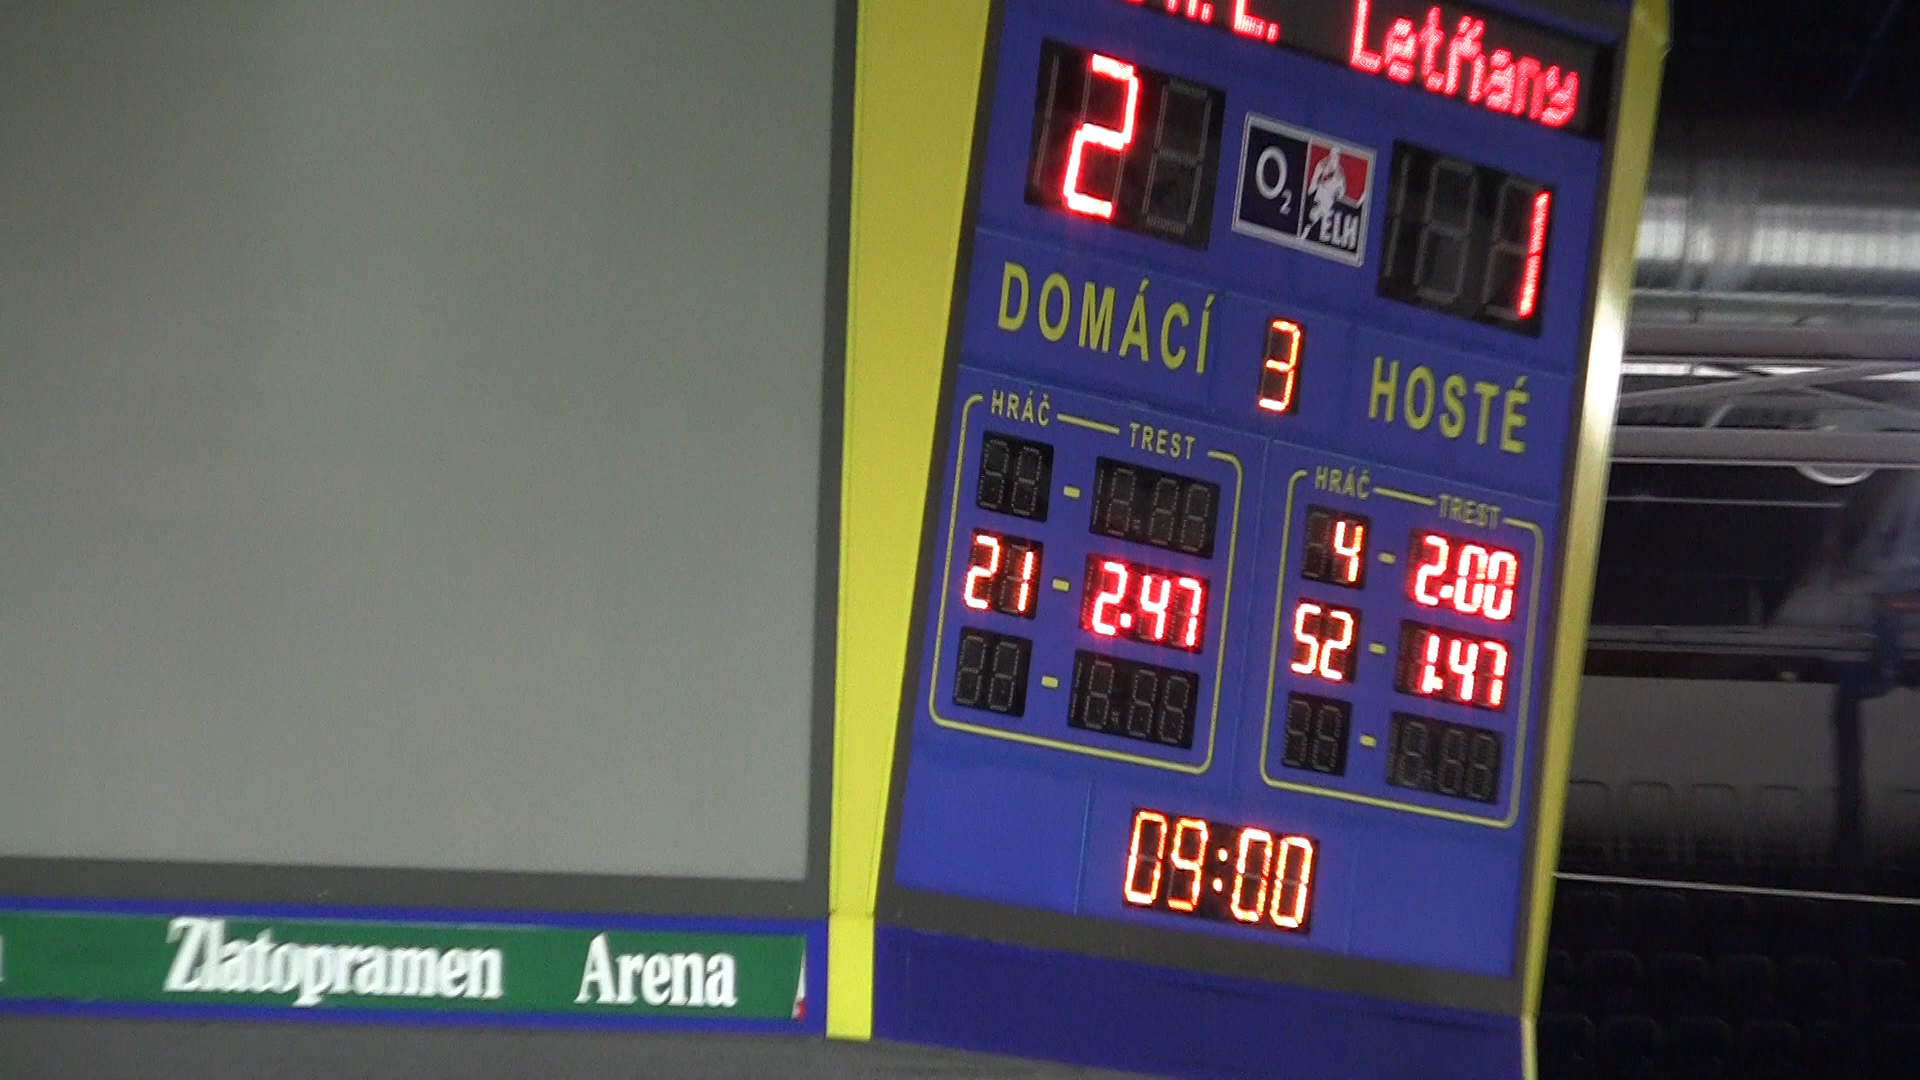 Letňany
2 1
O2 ELH
DOMÁCÍ 3 HOSTÉ
HRÁČ TREST HRÁČ TREST
4 - 2.00
21 - 2.47 52 - 1.47
09:00
Zlatopramen Arena